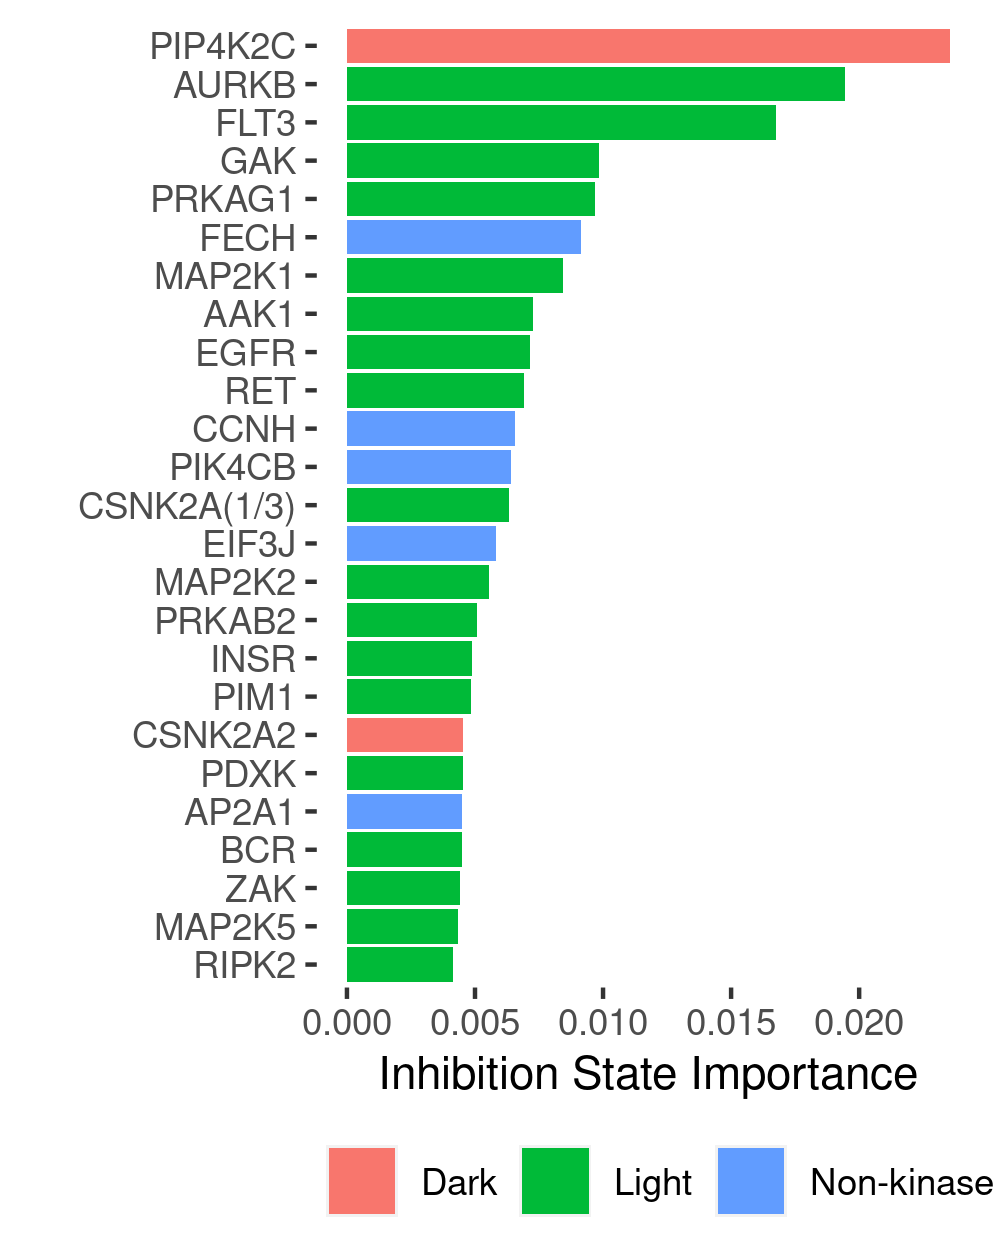 PIP4K2C
AURKB
FLT3
GAK
PRKAG1
FECH
MAP2K1
AAK1
EGFR
RET
CCNH
PIK4CB
CSNK2A(1/3)
EIF3J
MAP2K2
PRKAB2
INSR
PIM1
CSNK2A2
PDXK
AP2A1
BCR
ZAK
MAP2K5
RIPK2
0.000 0.005 0.010 0.015 0.020
Inhibition State Importance
Dark Light Non-kinase